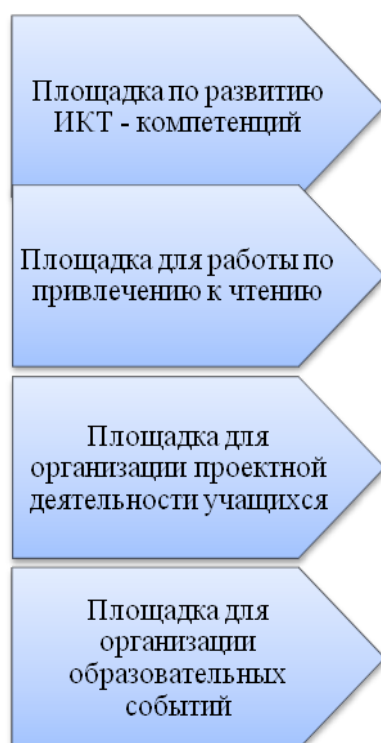 Площадка по развитию
ИКТ - компетенций
Площадка для работы по
привлечению к чтению
Площадка для
организации проектной
деятельности учащихся
Площадка для
организации
образовательных
событий